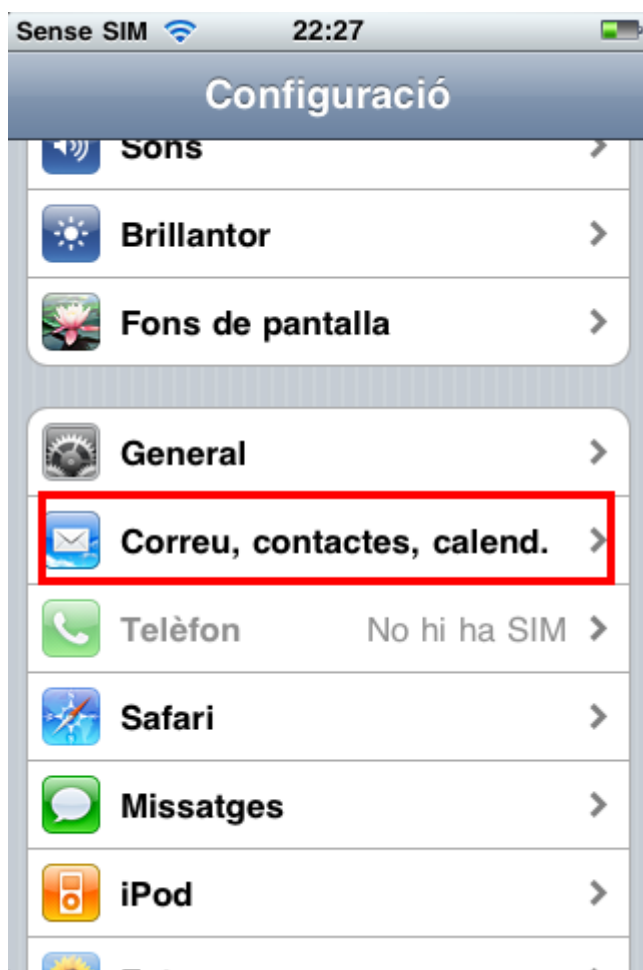 Sense SIM 22:27
Configuració
Sons
Brillantor
Fons de pantalla
General
Correu, contactes, calend.
Telèfon No hi ha SIM
Safari
Missatges
iPod